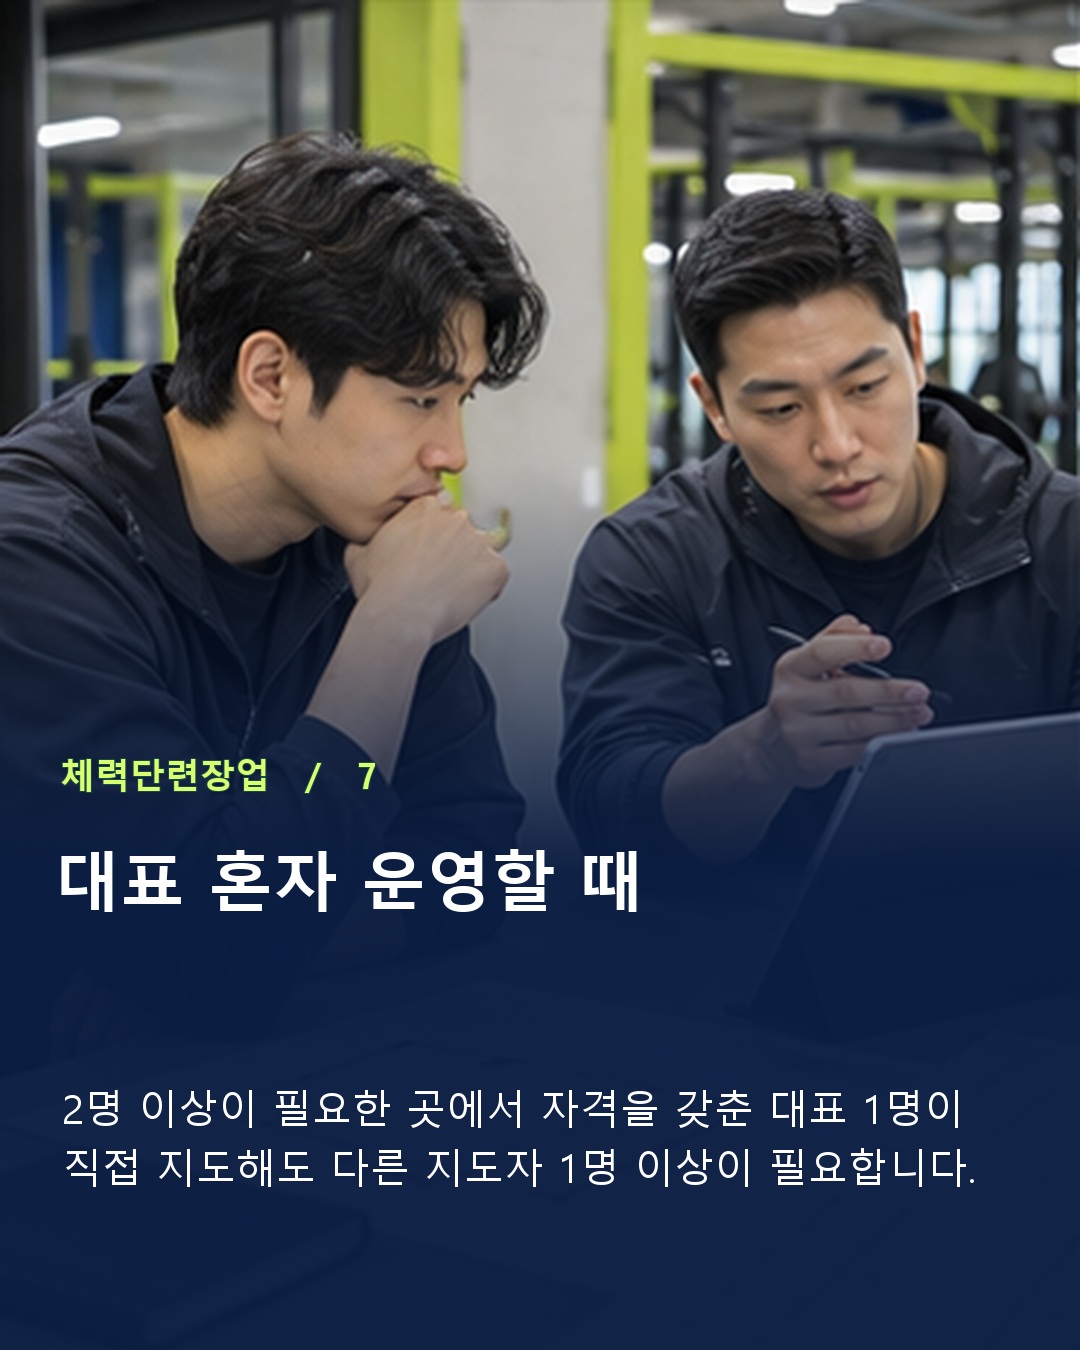 체력단련장업 / 7
대표 혼자 운영할 때
2명 이상이 필요한 곳에서 자격을 갖춘 대표 1명이
직접 지도해도 다른 지도자 1명 이상이 필요합니다.